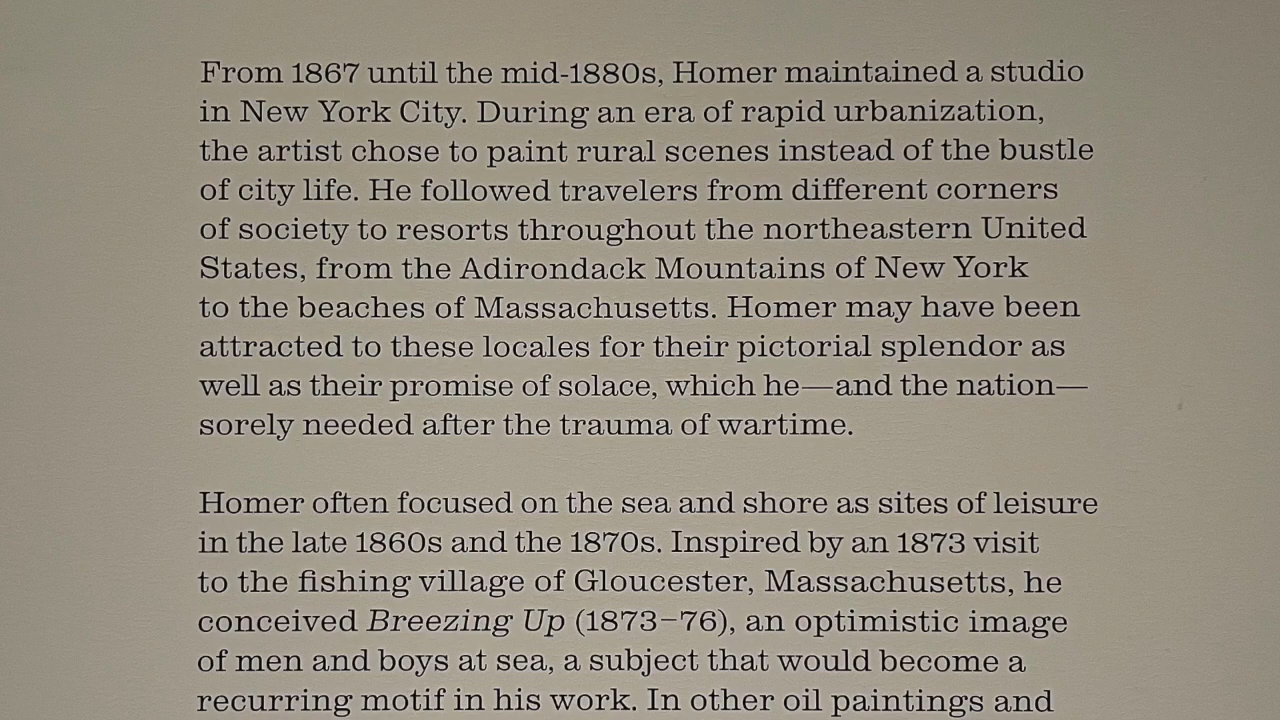 From 1867 until the mid-1880s, Homer maintained a studio
in New York City. During an era of rapid urbanization,
the artist chose to paint rural scenes instead of the bustle
of city life. He followed travelers from different corners
of society to resorts throughout the northeastern United
States, from the Adirondack Mountains of New York
to the beaches of Massachusetts. Homer may have been
attracted to these locales for their pictorial splendor as
well as their promise of solace, which he—and the nation—
sorely needed after the trauma of wartime.

Homer often focused on the sea and shore as sites of leisure
in the late 1860s and the 1870s. Inspired by an 1873 visit
to the fishing village of Gloucester, Massachusetts, he
conceived Breezing Up (1873–76), an optimistic image
of men and boys at sea, a subject that would become a
recurring motif in his work. In other oil paintings and